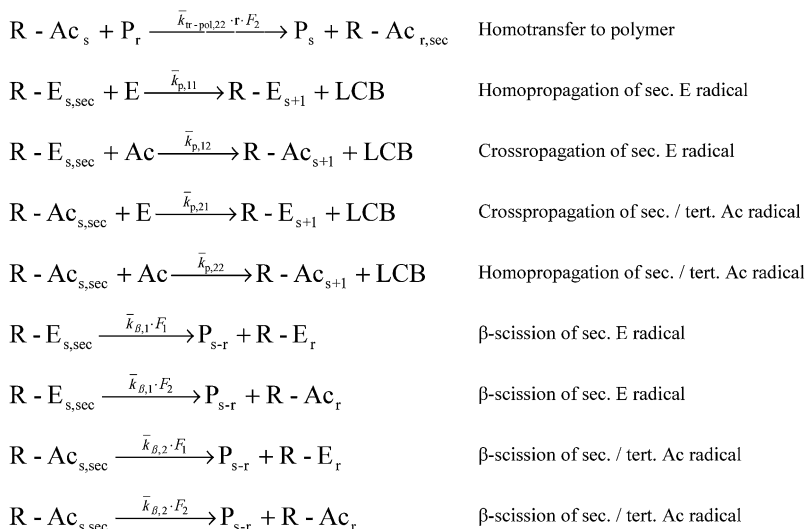 R - Ac_s + P_r —k̄_tr-pol,22 · r · F_2→ P_s + R - Ac_r,sec Homotransfer to polymer
R - E_s,sec + E —k̄_p,11→ R - E_s+1 + LCB Homopropagation of sec. E radical
R - E_s,sec + Ac —k̄_p,12→ R - Ac_s+1 + LCB Crossropagation of sec. E radical
R - Ac_s,sec + E —k̄_p,21→ R - E_s+1 + LCB Crosspropagation of sec. / tert. Ac radical
R - Ac_s,sec + Ac —k̄_p,22→ R - Ac_s+1 + LCB Homopropagation of sec. / tert. Ac radical
R - E_s,sec —k̄_β,1 · F_1→ P_s-r + R - E_r β-scission of sec. E radical
R - E_s,sec —k̄_β,1 · F_2→ P_s-r + R - Ac_r β-scission of sec. E radical
R - Ac_s,sec —k̄_β,2 · F_1→ P_s-r + R - E_r β-scission of sec. / tert. Ac radical
R - Ac_s,sec —k̄_β,2 · F_2→ P_s-r + R - Ac_r β-scission of sec. / tert. Ac radical